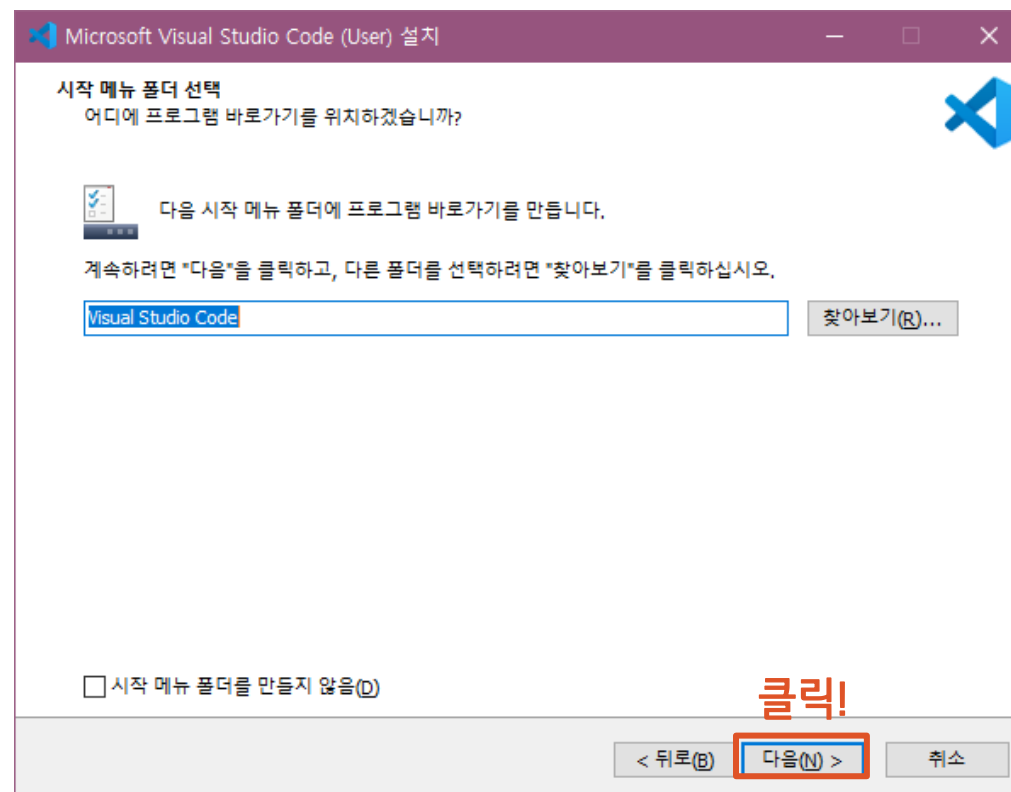 Microsoft Visual Studio Code (User) 설치
시작 메뉴 폴더 선택
어디에 프로그램 바로가기를 위치하겠습니까?
다음 시작 메뉴 폴더에 프로그램 바로가기를 만듭니다.
계속하려면 "다음"을 클릭하고, 다른 폴더를 선택하려면 "찾아보기"를 클릭하십시오.
Visual Studio Code 찾아보기(R)...
시작 메뉴 폴더를 만들지 않음(D)
클릭!
< 뒤로(B) 다음(N) > 취소